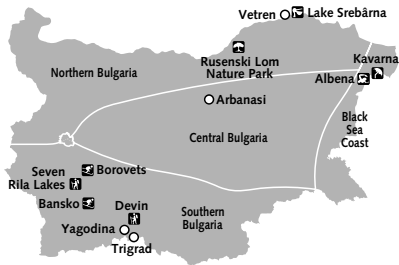 Vetren
Lake Srebârna
Rusenski Lom
Nature Park
Kavarna
Northern Bulgaria
Albena
Arbanasi
Black
Sea
Coast
Central Bulgaria
Seven
Rila Lakes
Borovets
Bansko
Devin
Southern
Bulgaria
Yagodina
Trigrad